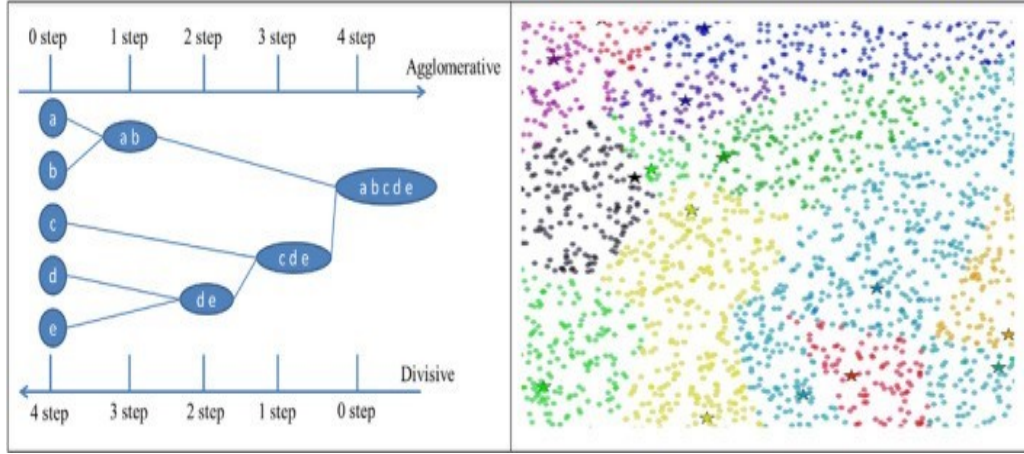 0 step 1 step 2 step 3 step 4 step
Agglomerative
a
a b
b
a b c d e
c
c d e
d
d e
e
Divisive
4 step 3 step 2 step 1 step 0 step